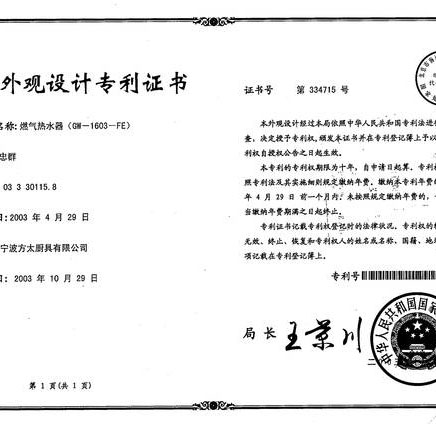 外观设计专利证书
名称:燃气热水器(GW-1603-FE)
忠群
03 3 30115.8
日:2003 年 4 月 29 日
宁波方太厨具有限公司
日:2003 年 10 月 29 日
第 1 页(共 1 页)
证书号 第 334715 号
本外观设计经过本局依照中华人民共和国专利法进行
查,决定授予专利权,颁发本证书并在专利登记簿上予以
利权自授权公告之日起生效。
本专利的专利权期限为十年,自申请日起算。专利权
照专利法及其实施细则规定缴纳年费。缴纳本专利年费的
年 4 月 29 日前一个月内。未按照规定缴纳年费的,专
当缴纳年费期满之日起终止。
专利证书记载专利权登记时的法律状况。专利权的转
无效、终止、恢复和专利权人的姓名或名称、国籍、地
项记载在专利登记簿上。
专利号
局长 王景川
中华人民共和国国家